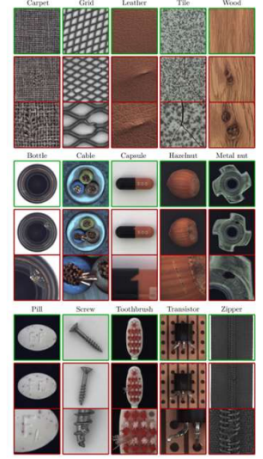 Carpet Grid Leather Tile Wood
Bottle Cable Capsule Hazelnut Metal nut
Pill Screw Toothbrush Transistor Zipper